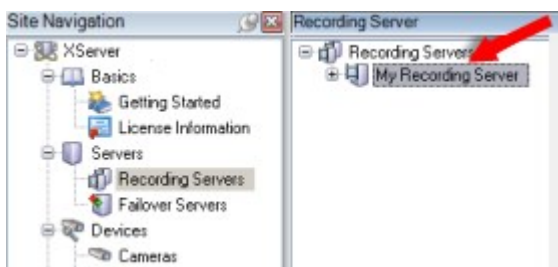 Site Navigation
XServer
Basics
Getting Started
License Information
Servers
Recording Servers
Failover Servers
Devices
Cameras
Recording Server
Recording Servers
My Recording Server